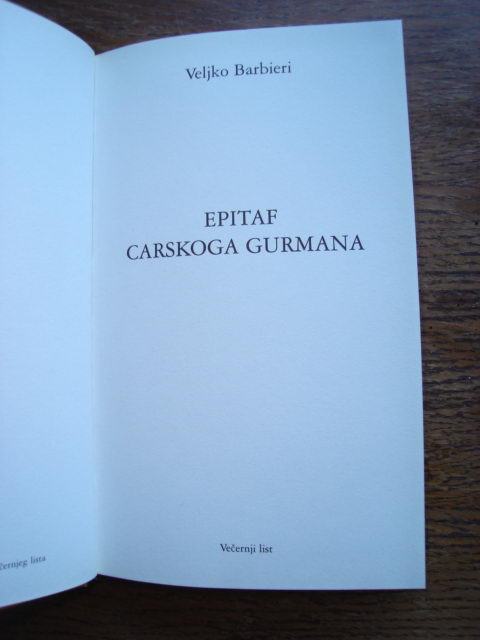 Veljko Barbieri
EPITAF
CARSKOGA GURMANA
Večernji list
lista